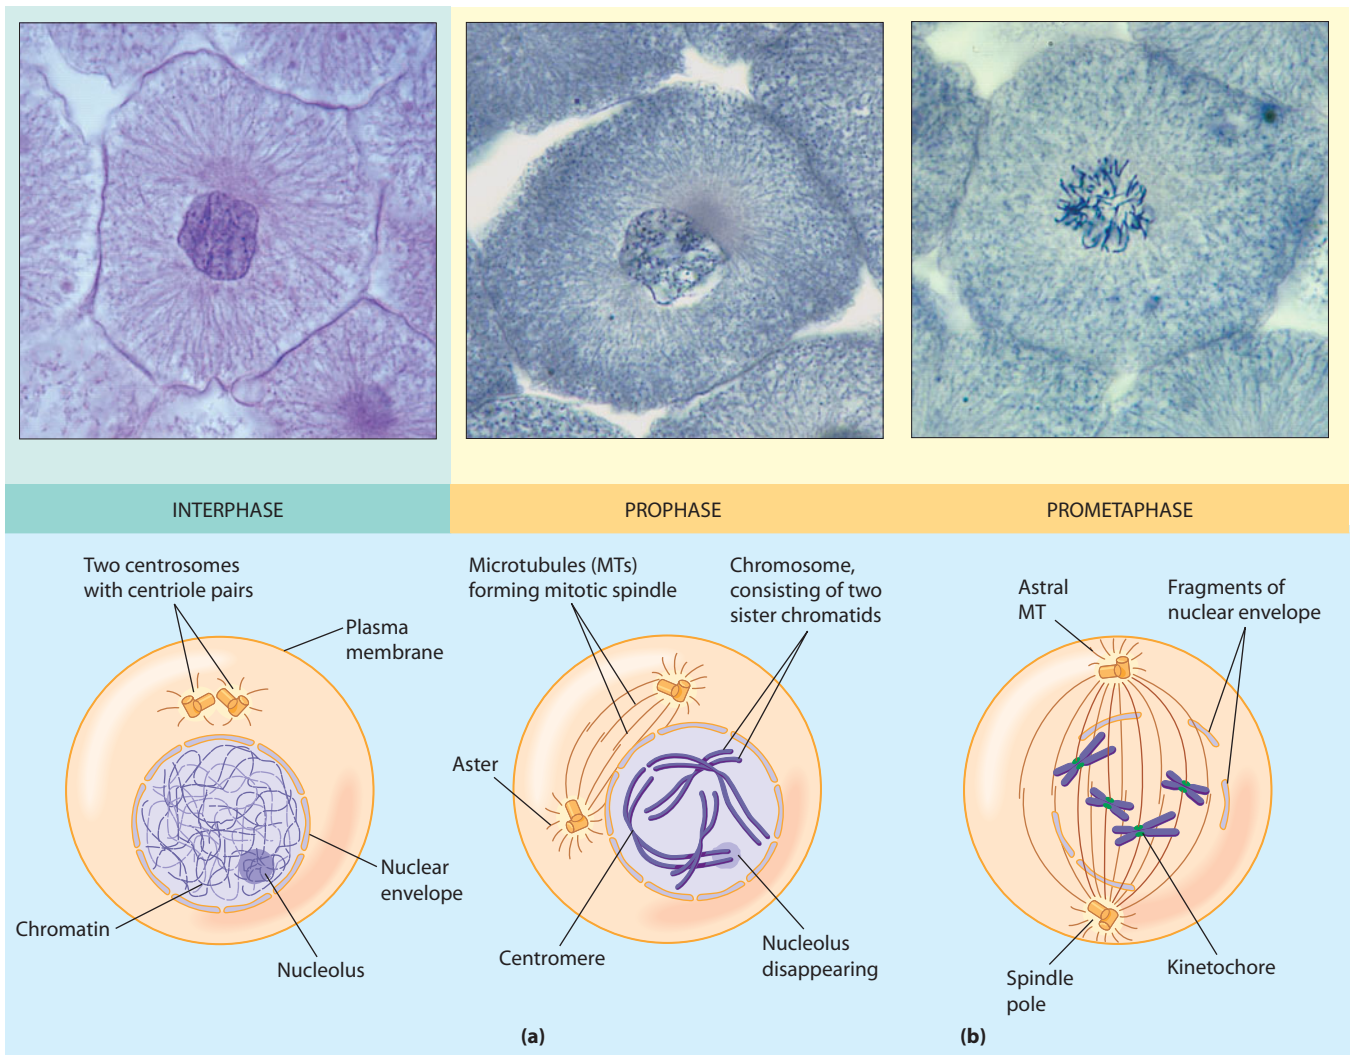 INTERPHASE
PROPHASE
PROMETAPHASE
Two centrosomes
with centriole pairs
Plasma
membrane
Nuclear
envelope
Chromatin
Nucleolus
Microtubules (MTs)
forming mitotic spindle
Chromosome,
consisting of two
sister chromatids
Aster
Centromere
Nucleolus
disappearing
(a)
Astral
MT
Fragments of
nuclear envelope
Spindle
pole
Kinetochore
(b)